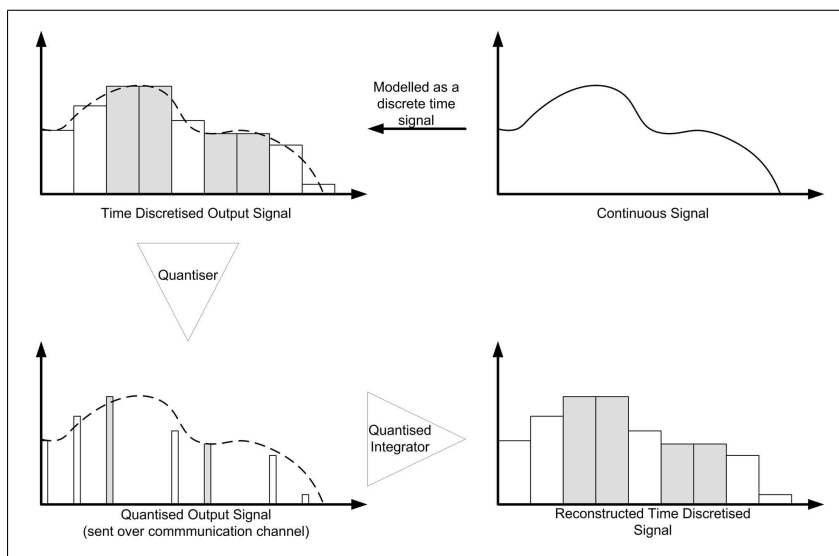 Modelled as a
discrete time
signal
Time Discretised Output Signal
Continuous Signal
Quantiser
Quantised
Integrator
Quantised Output Signal
(sent over commmunication channel)
Reconstructed Time Discretised
Signal